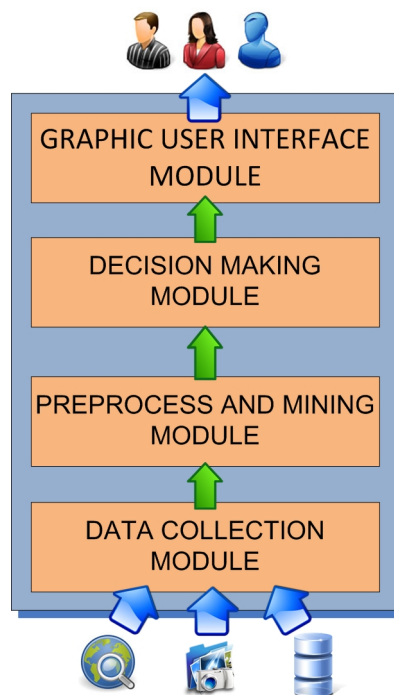 GRAPHIC USER INTERFACE
MODULE
DECISION MAKING
MODULE
PREPROCESS AND MINING
MODULE
DATA COLLECTION
MODULE